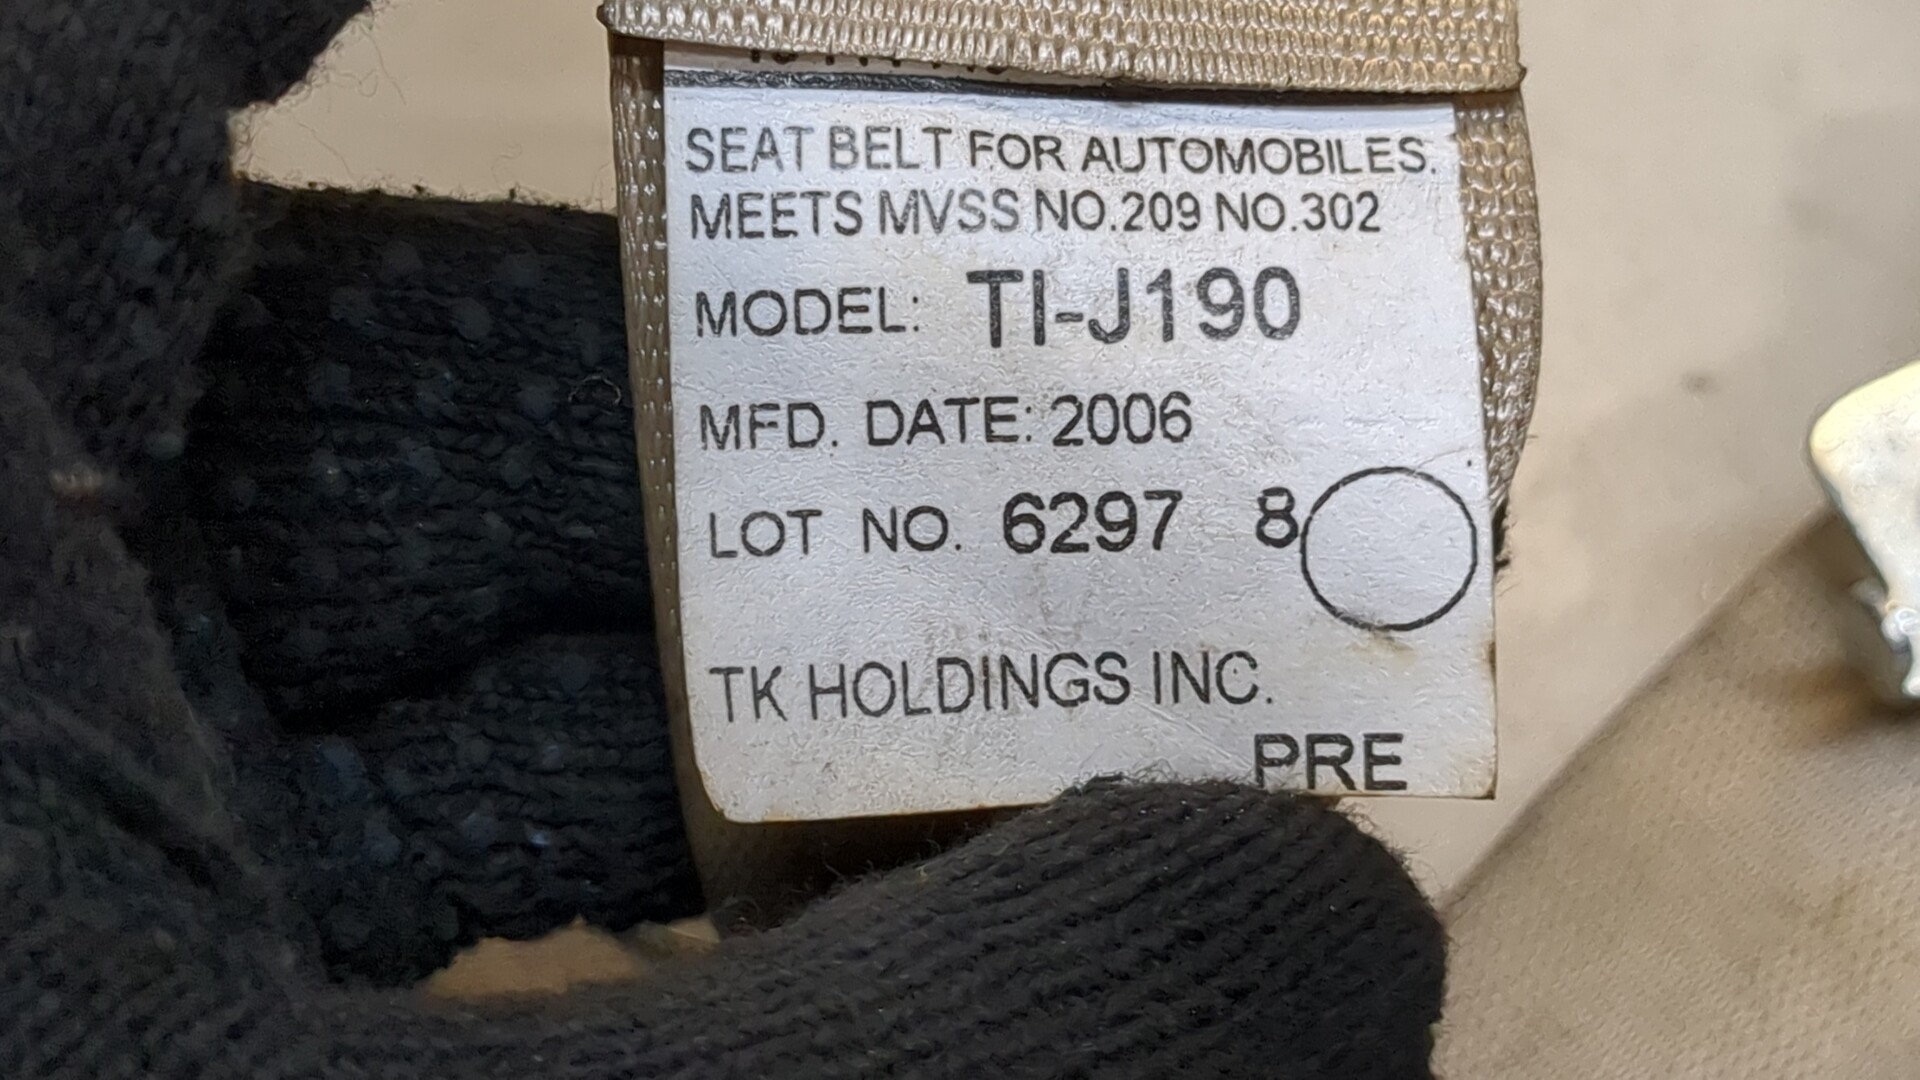 SEAT BELT FOR AUTOMOBILES.
MEETS MVSS NO.209 NO.302
MODEL: TI-J190
MFD. DATE: 2006
LOT NO. 6297 8
TK HOLDINGS INC.
PRE